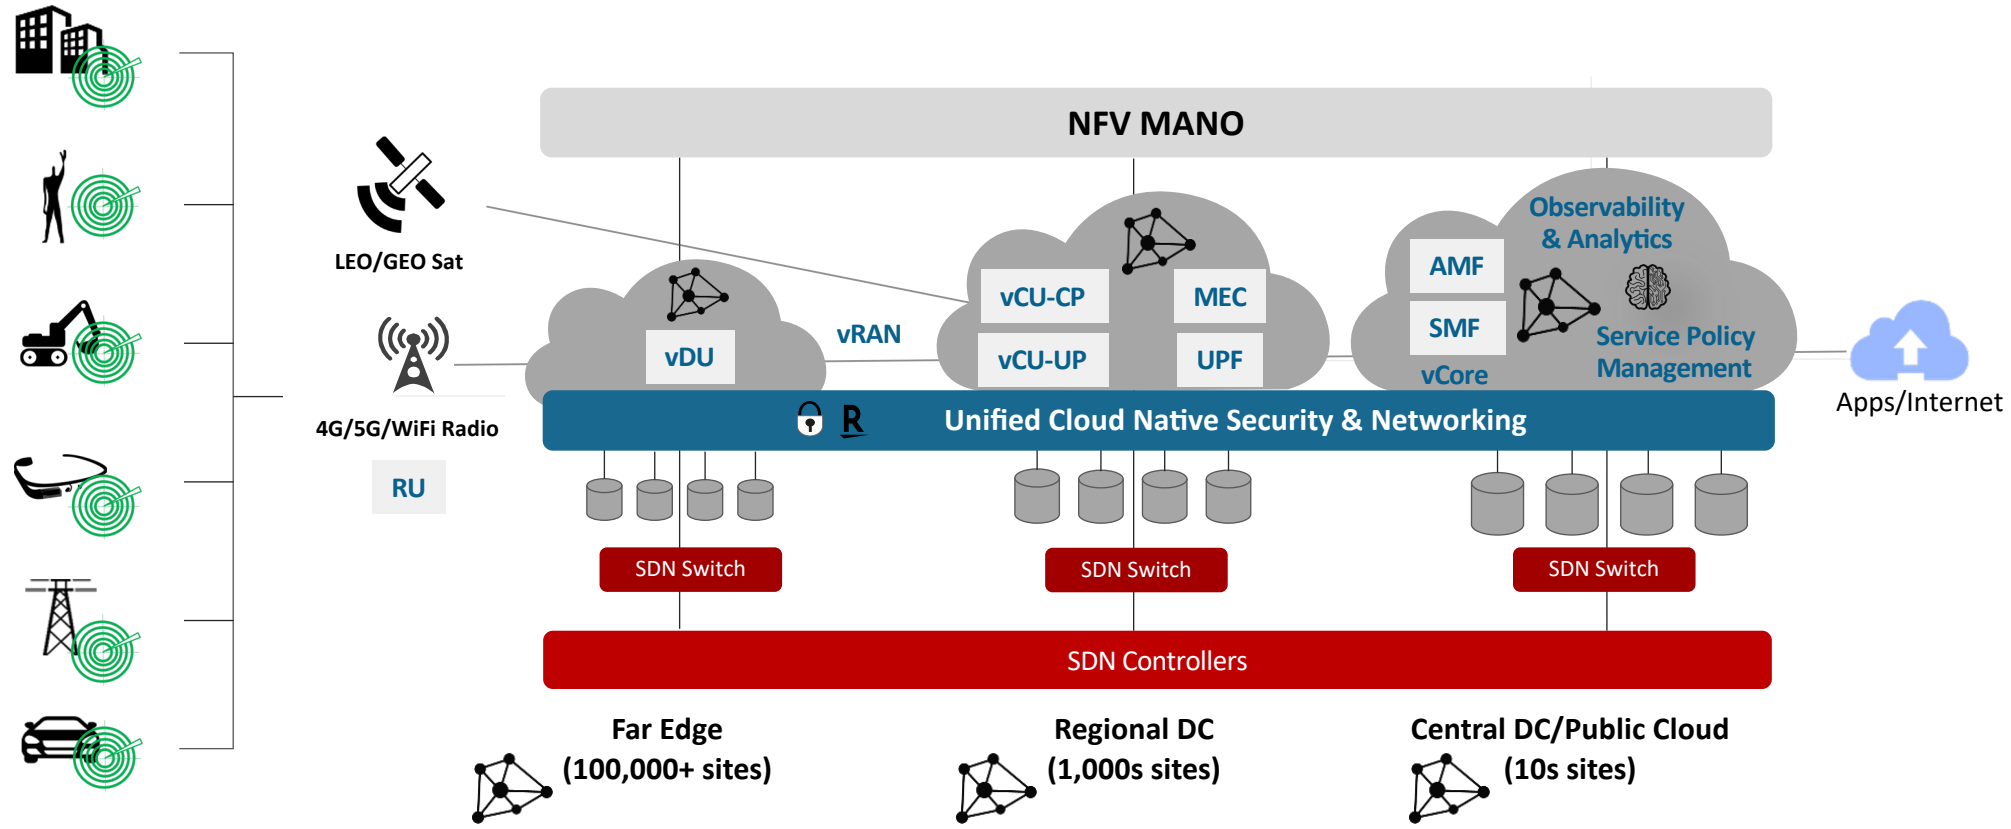 NFV MANO
LEO/GEO Sat
4G/5G/WiFi Radio
RU
vDU
vRAN
vCU-CP
vCU-UP
MEC
UPF
Observability
& Analytics
AMF
SMF
vCore
Service Policy
Management
Apps/Internet
R Unified Cloud Native Security & Networking
SDN Switch
SDN Switch
SDN Switch
SDN Controllers
Far Edge
(100,000+ sites)
Regional DC
(1,000s sites)
Central DC/Public Cloud
(10s sites)